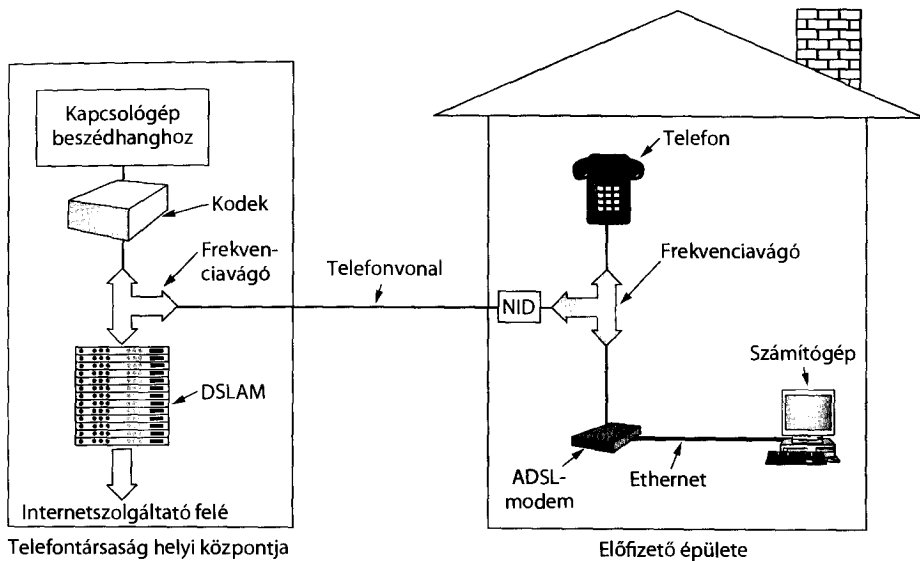 Kapcsológép
beszédhanghoz
Kodek
Frekven-
ciavágó
DSLAM
Internetszolgáltató felé
Telefontársaság helyi központja
Telefonvonal
NID
Telefon
Frekvenciavágó
Számítógép
ADSL-
modem
Ethernet
Előfizető épülete